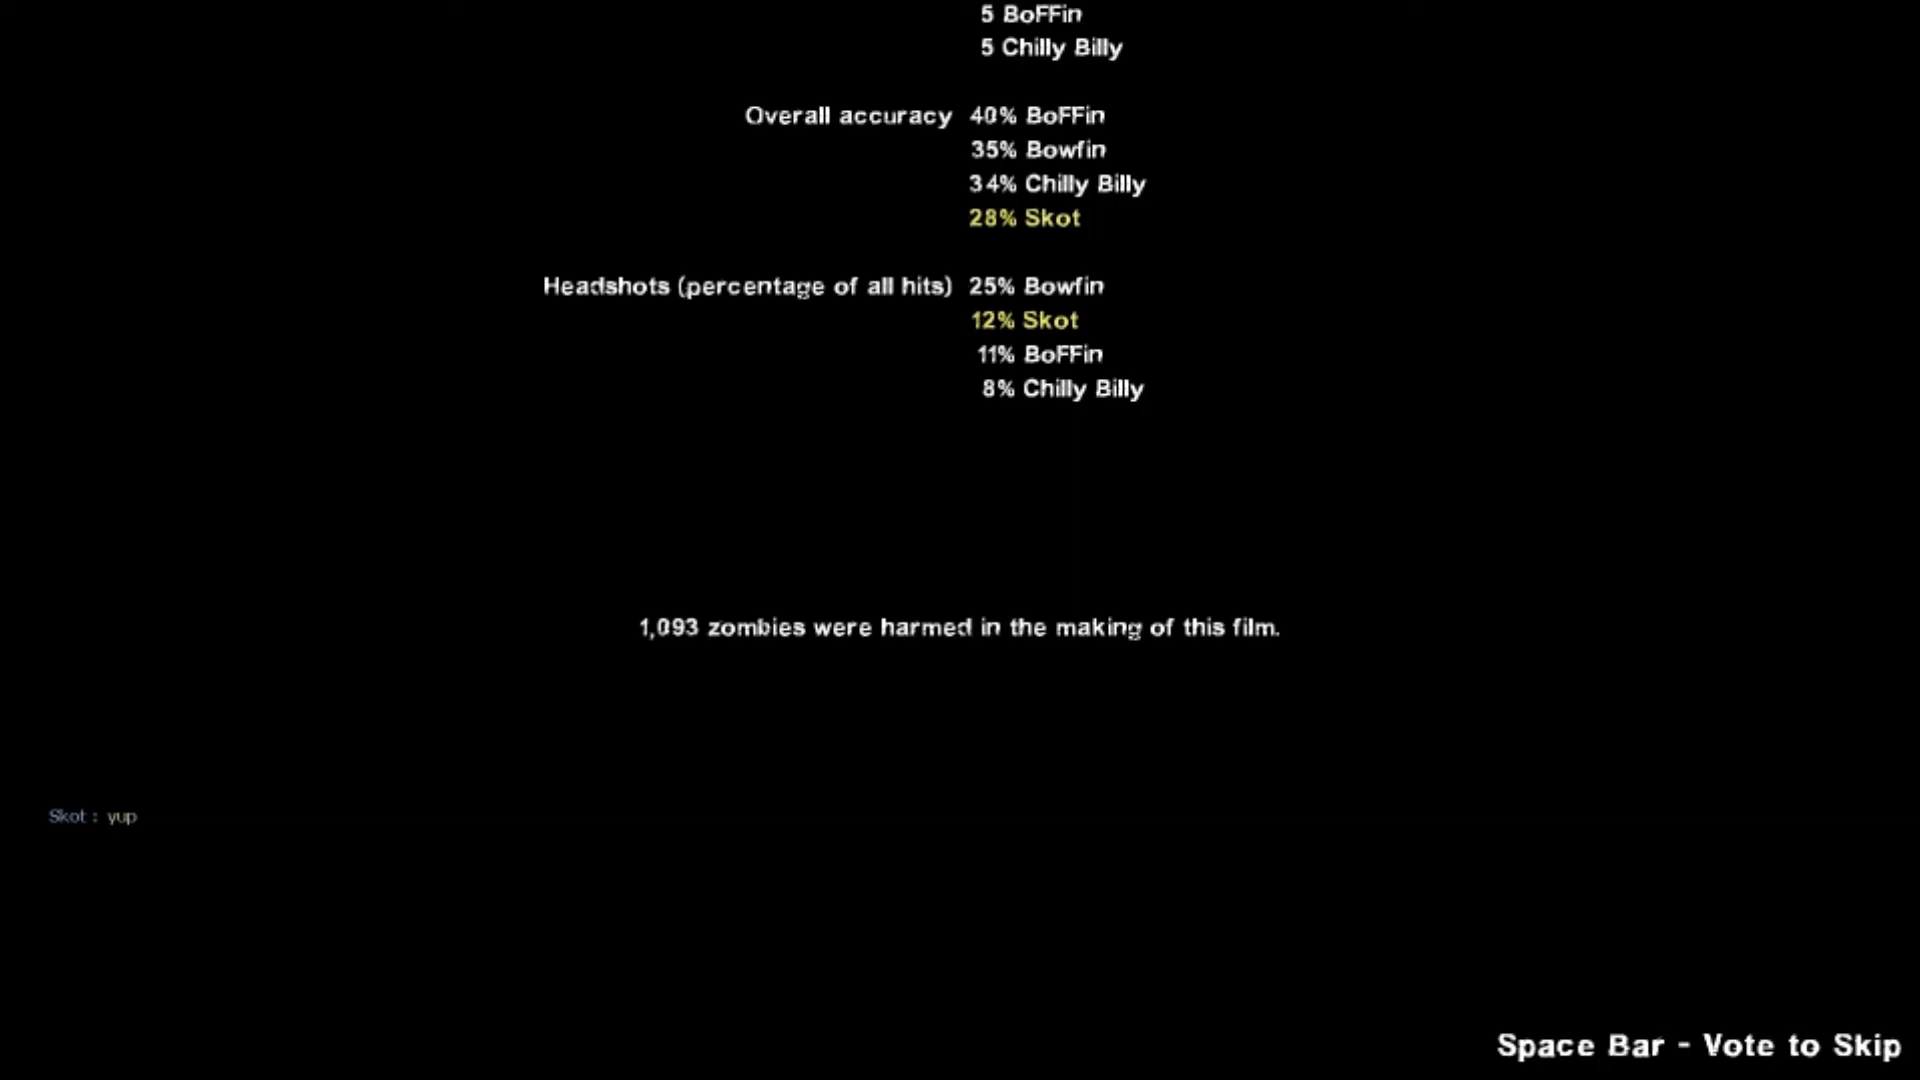 5 BoFFin
5 Chilly Billy
Overall accuracy 40% BoFFin
35% Bowfin
34% Chilly Billy
28% Skot
Headshots (percentage of all hits) 25% Bowfin
12% Skot
11% BoFFin
8% Chilly Billy
1,093 zombies were harmed in the making of this film.
Skot : yup
Space Bar - Vote to Skip